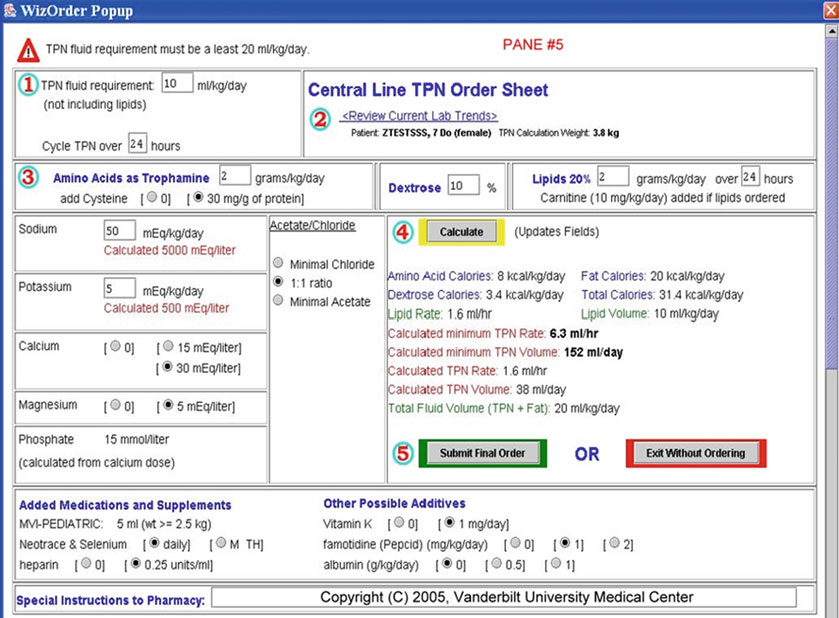 WizOrder Popup
TPN fluid requirement must be a least 20 ml/kg/day.
PANE #5
1 TPN fluid requirement: 10 ml/kg/day
(not including lipids)
Cycle TPN over 24 hours
Central Line TPN Order Sheet
2 <Review Current Lab Trends>
Patient: ZTESTSSS, 7 Do (female) TPN Calculation Weight: 3.8 kg
3 Amino Acids as Trophamine 2 grams/kg/day
add Cysteine [ 0] [ 30 mg/g of protein]
Dextrose 10 %
Lipids 20% 2 grams/kg/day over 24 hours
Carnitine (10 mg/kg/day) added if lipids ordered
Sodium 50 mEq/kg/day
Calculated 5000 mEq/liter
Potassium 5 mEq/kg/day
Calculated 500 mEq/liter
Calcium [ 0] [ 15 mEq/liter]
[ 30 mEq/liter]
Magnesium [ 0] [ 5 mEq/liter]
Phosphate 15 mmol/liter
(calculated from calcium dose)
Acetate/Chloride
Minimal Chloride
1:1 ratio
Minimal Acetate
4 Calculate (Updates Fields)
Amino Acid Calories: 8 kcal/kg/day Fat Calories: 20 kcal/kg/day
Dextrose Calories: 3.4 kcal/kg/day Total Calories: 31.4 kcal/kg/day
Lipid Rate: 1.6 ml/hr Lipid Volume: 10 ml/kg/day
Calculated minimum TPN Rate: 6.3 ml/hr
Calculated minimum TPN Volume: 152 ml/day
Calculated TPN Rate: 1.6 ml/hr
Calculated TPN Volume: 38 ml/day
Total Fluid Volume (TPN + Fat): 20 ml/kg/day
5 Submit Final Order OR Exit Without Ordering
Added Medications and Supplements
MVI-PEDIATRIC: 5 ml (wt >= 2.5 kg)
Neotrace & Selenium [ daily] [ M TH]
heparin [ 0] [ 0.25 units/ml]
Other Possible Additives
Vitamin K [ 0] [ 1 mg/day]
famotidine (Pepcid) (mg/kg/day) [ 0] [ 1] [ 2]
albumin (g/kg/day) [ 0] [ 0.5] [ 1]
Special Instructions to Pharmacy: Copyright (C) 2005, Vanderbilt University Medical Center